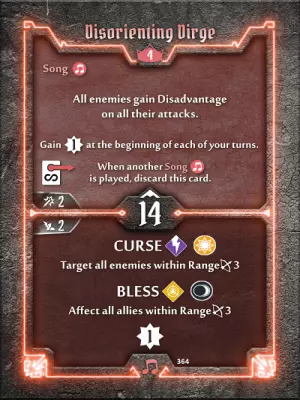 Disorienting Dirge
4
Song
All enemies gain Disadvantage
on all their attacks.
Gain 1 at the beginning of each of your turns.
When another Song
is played, discard this card.
2
14
2
CURSE
Target all enemies within Range 3
BLESS
Affect all allies within Range 3
1
364